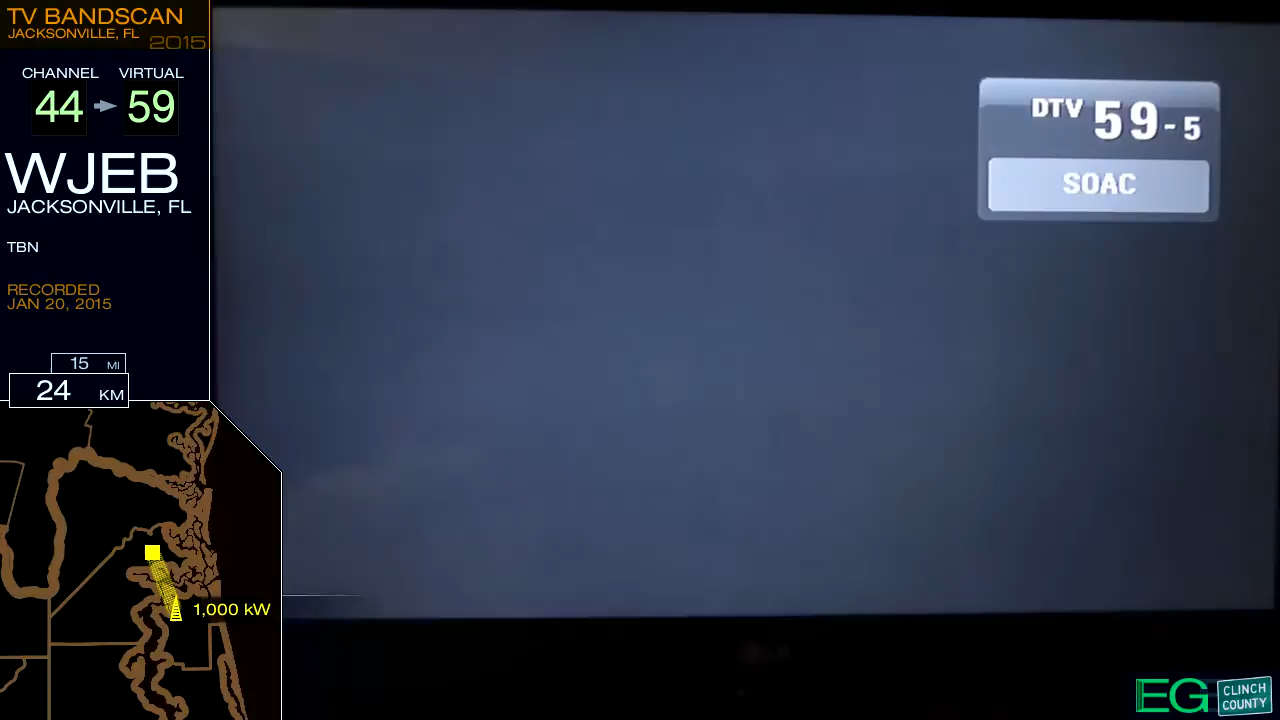 TV BANDSCAN
JACKSONVILLE, FL
2015
CHANNEL VIRTUAL
44 59
WJEB
JACKSONVILLE, FL
TBN
RECORDED
JAN 20, 2015
15 MI
24 KM
1,000 kW
DTV 59-5
SOAC
LG
EG
CLINCH
COUNTY